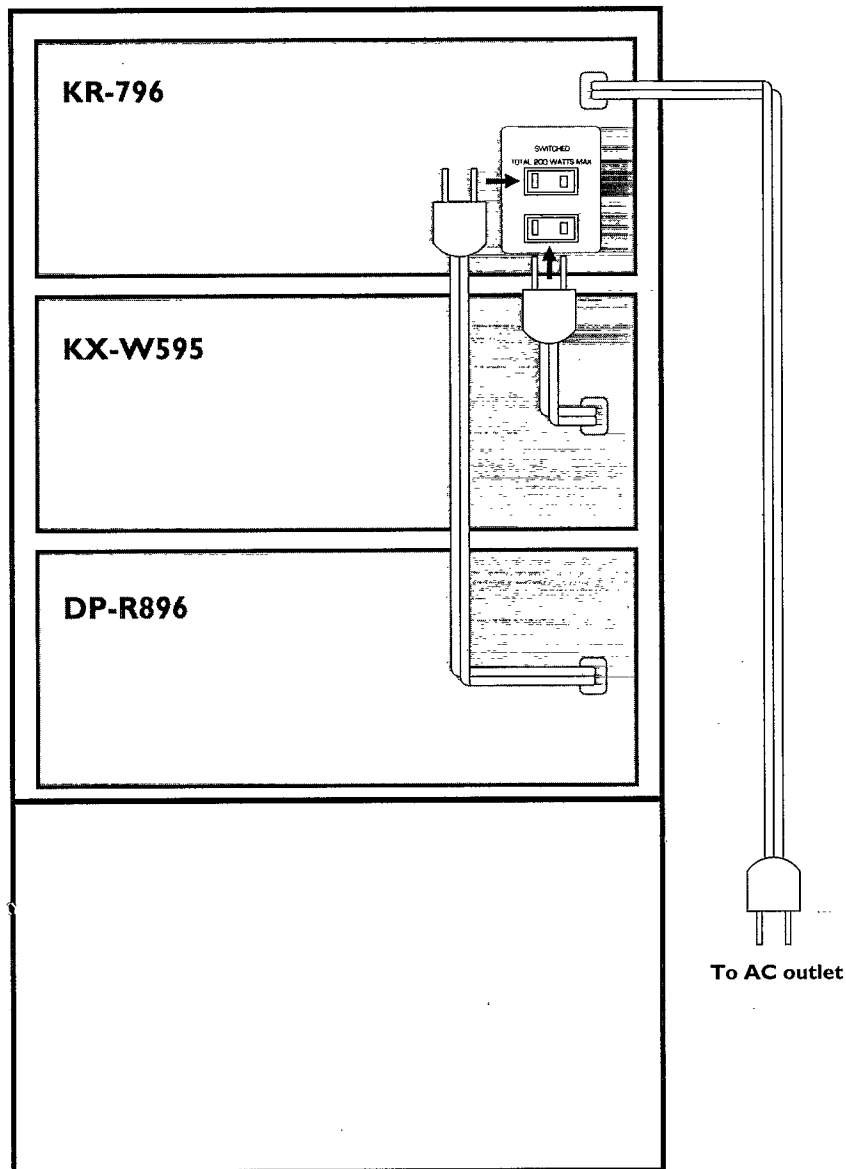 KR-796
SWITCHED
TOTAL 200 WATTS MAX
KX-W595
DP-R896
To AC outlet